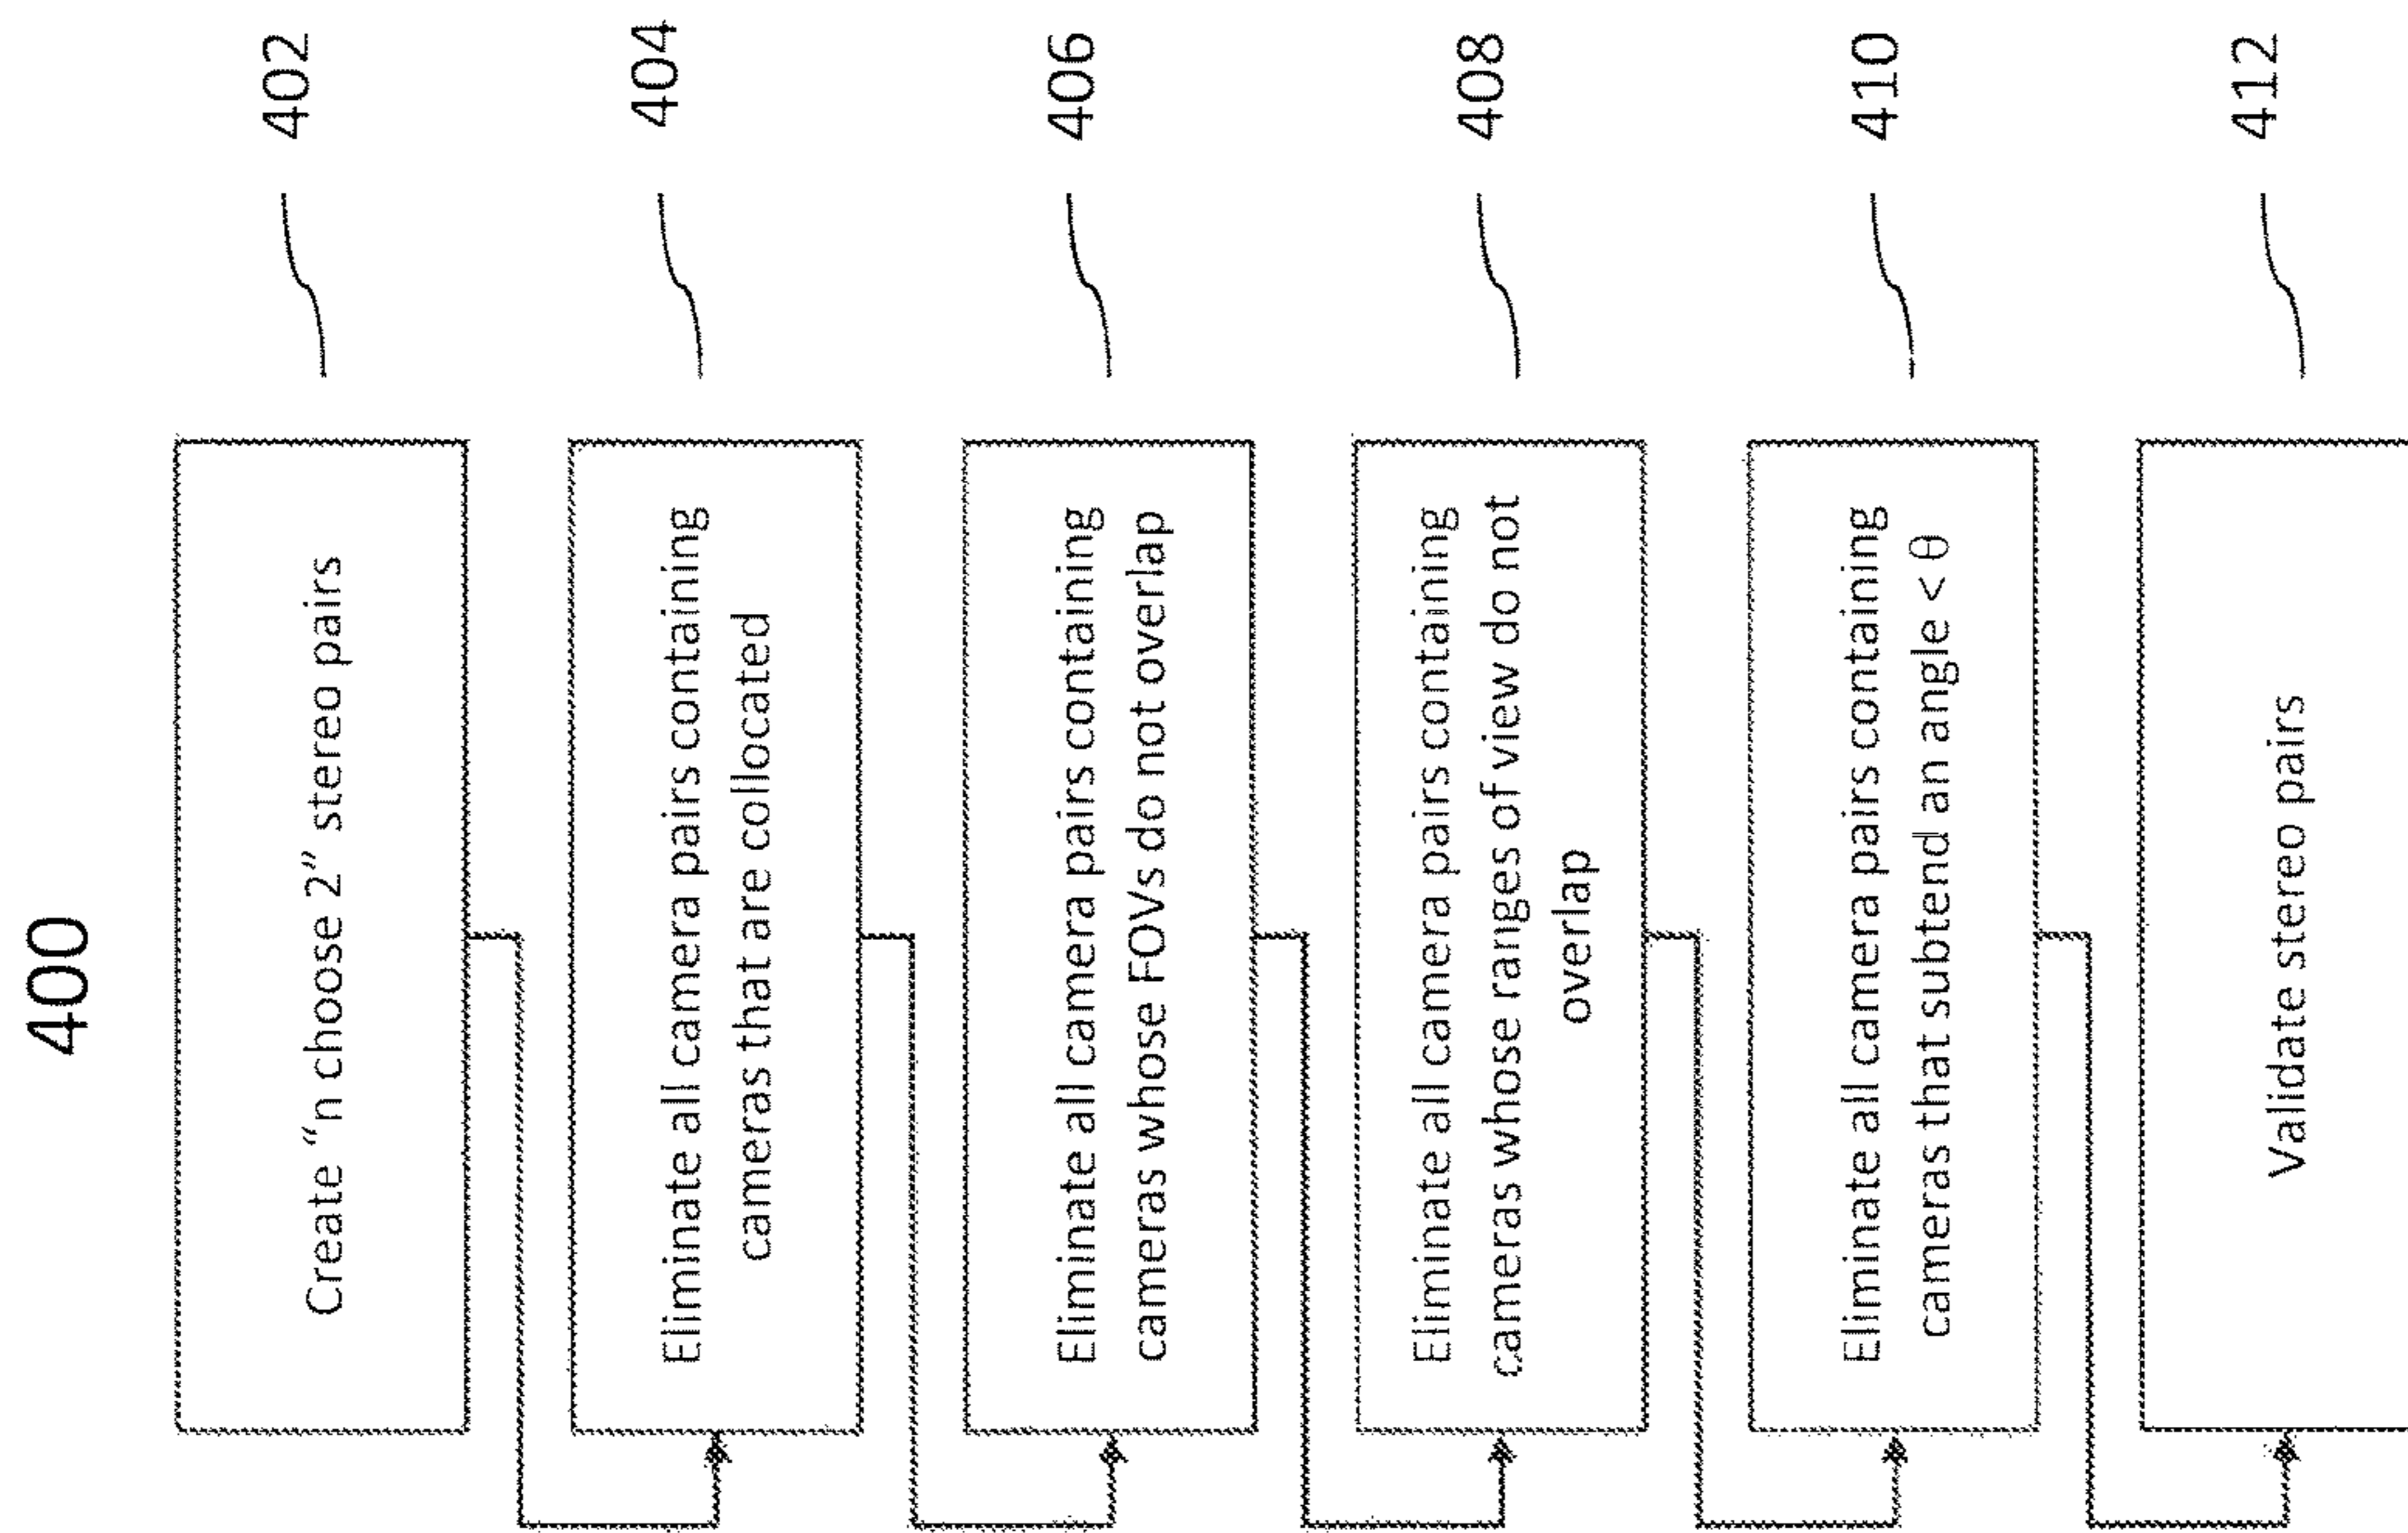 400
Create “n choose 2” stereo pairs
402
Eliminate all camera pairs containing
cameras that are collocated
404
Eliminate all camera pairs containing
cameras whose FOVs do not overlap
406
Eliminate all camera pairs containing
cameras whose ranges of view do not
overlap
408
Eliminate all camera pairs containing
cameras that subtend an angle < θ
410
Validate stereo pairs
412